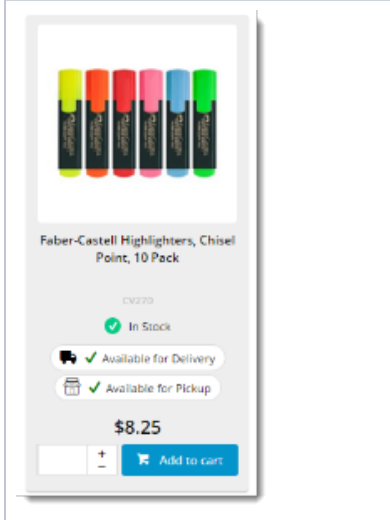 Faber-Castell Highlighters, Chisel
Point, 10 Pack
CV270
In Stock
Available for Delivery
Available for Pickup
$8.25
+
−
Add to cart